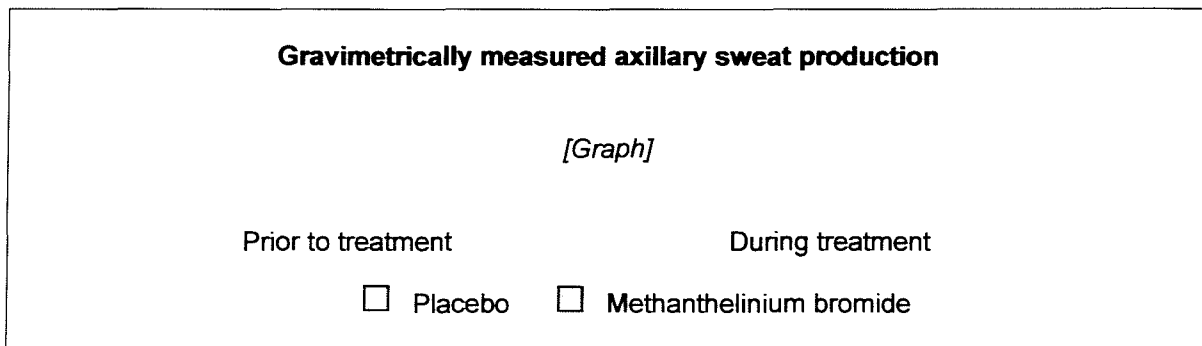 Gravimetrically measured axillary sweat production
[Graph]
Prior to treatment During treatment
Placebo Methanthelinium bromide